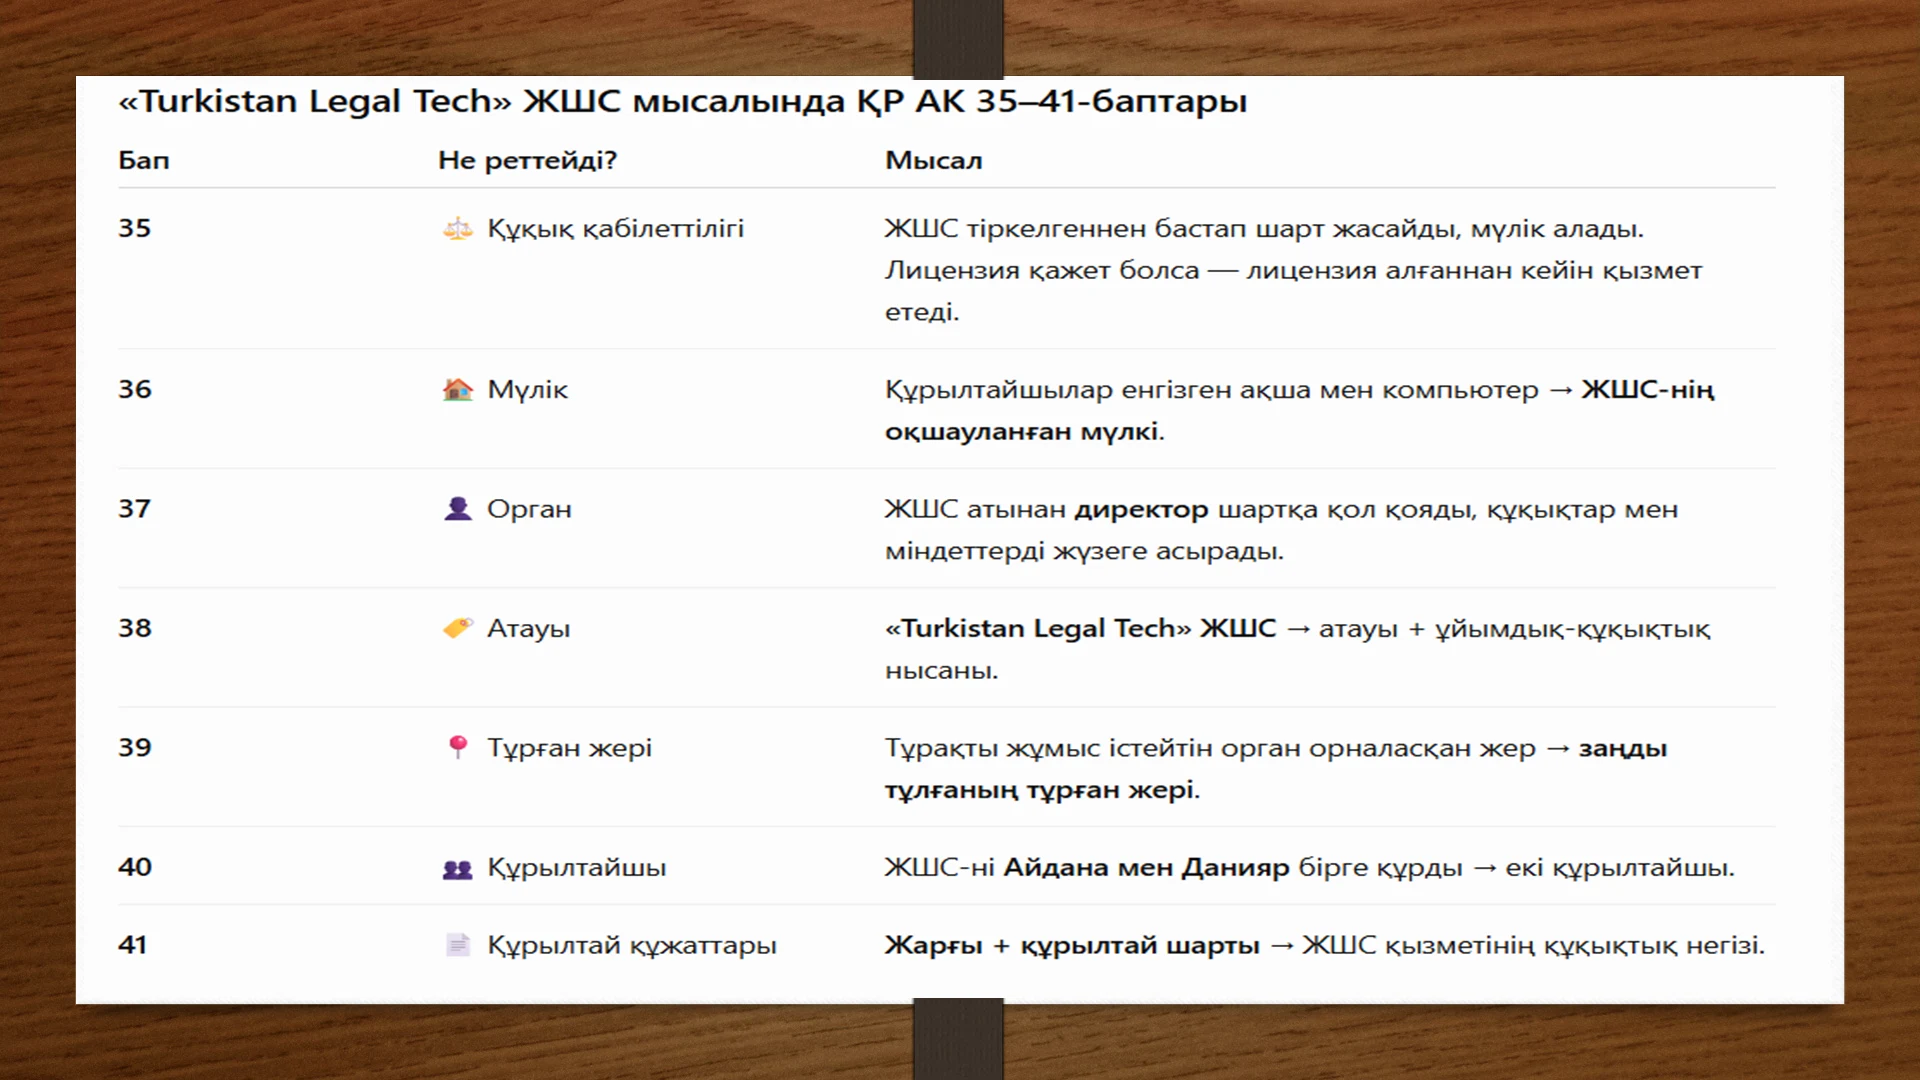 «Turkistan Legal Tech» ЖШС мысалында ҚР АК 35–41-баптары
Бап Не реттейді? Мысал
35 Құқық қабілеттілігі ЖШС тіркелгеннен бастап шарт жасайды, мүлік алады.
Лицензия қажет болса — лицензия алғаннан кейін қызмет
етеді.
36 Мүлік Құрылтайшылар енгізген ақша мен компьютер → ЖШС-нің
оқшауланған мүлкі.
37 Орган ЖШС атынан директор шартқа қол қояды, құқықтар мен
міндеттерді жүзеге асырады.
38 Атауы «Turkistan Legal Tech» ЖШС → атауы + ұйымдық-құқықтық
нысаны.
39 Тұрған жері Тұрақты жұмыс істейтін орган орналасқан жер → заңды
тұлғаның тұрған жері.
40 Құрылтайшы ЖШС-ні Айдана мен Данияр бірге құрды → екі құрылтайшы.
41 Құрылтай құжаттары Жарғы + құрылтай шарты → ЖШС қызметінің құқықтық негізі.